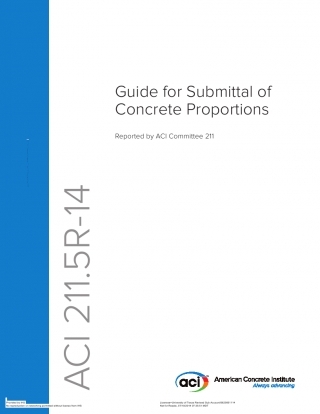 Guide for Submittal of
Concrete Proportions
Reported by ACI Committee 211
ACI 211.5R-14
aci
American Concrete Institute
Always advancing